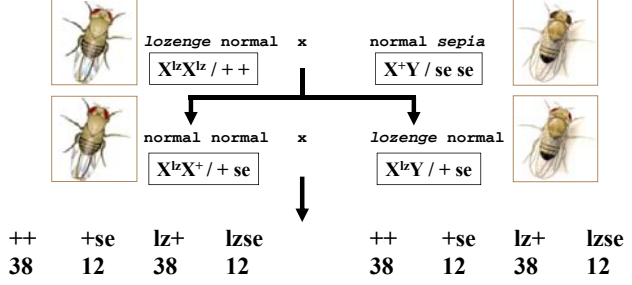 lozenge normal x normal sepia
XˡᶻXˡᶻ / + + X⁺Y / se se
normal normal x lozenge normal
XˡᶻX⁺ / + se XˡᶻY / + se
++ +se lz+ lzse ++ +se lz+ lzse
38 12 38 12 38 12 38 12